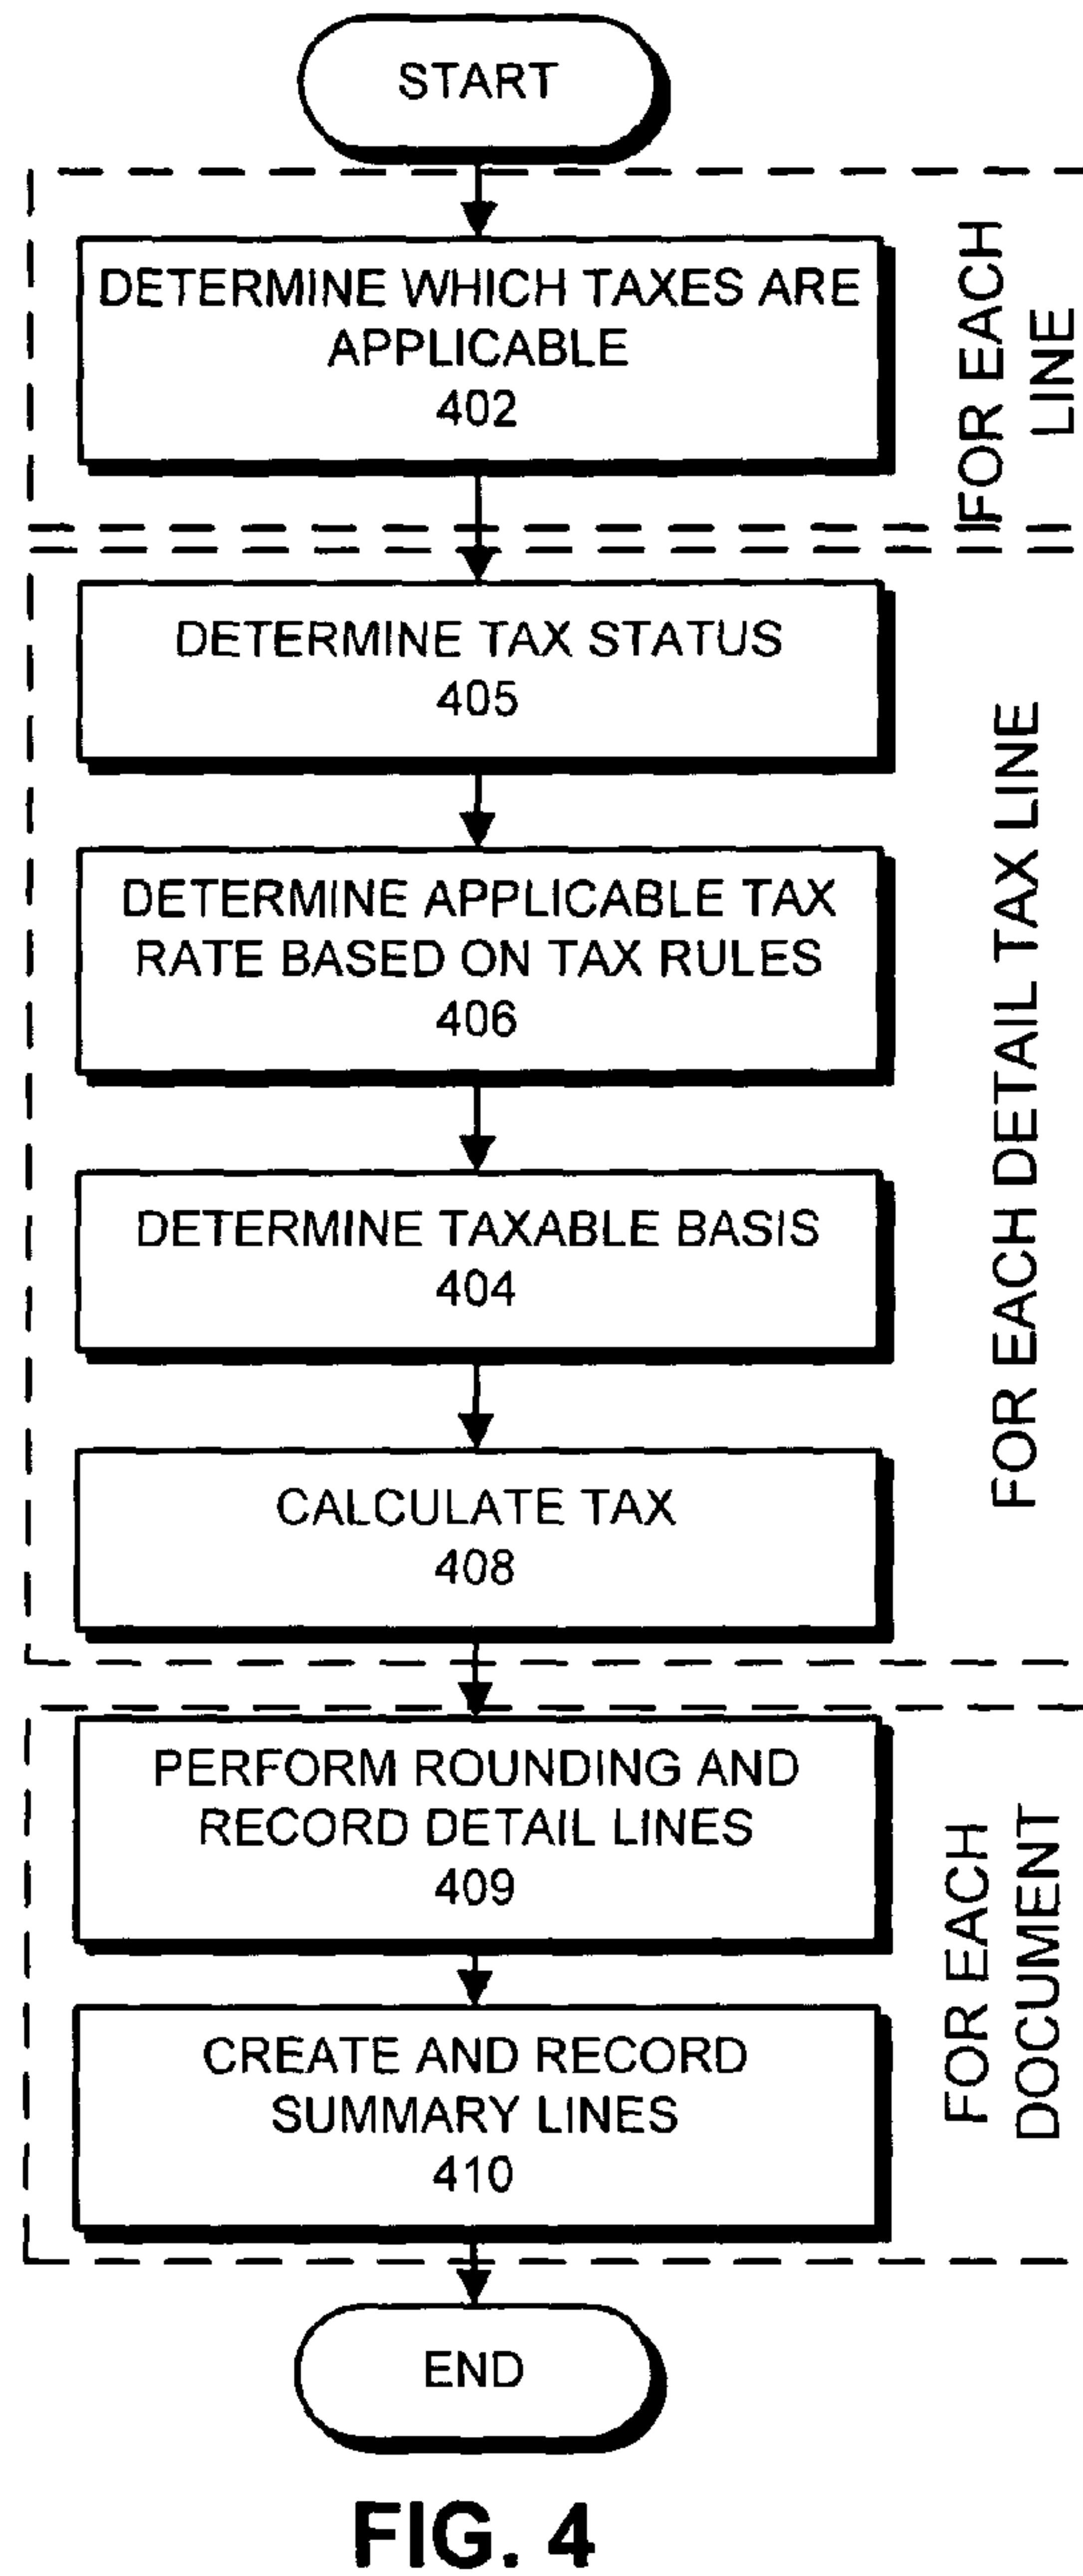 START
DETERMINE WHICH TAXES ARE
APPLICABLE
402
FOR EACH
LINE
DETERMINE TAX STATUS
405
DETERMINE APPLICABLE TAX
RATE BASED ON TAX RULES
406
DETERMINE TAXABLE BASIS
404
CALCULATE TAX
408
FOR EACH DETAIL TAX LINE
PERFORM ROUNDING AND
RECORD DETAIL LINES
409
CREATE AND RECORD
SUMMARY LINES
410
FOR EACH
DOCUMENT
END
FIG. 4